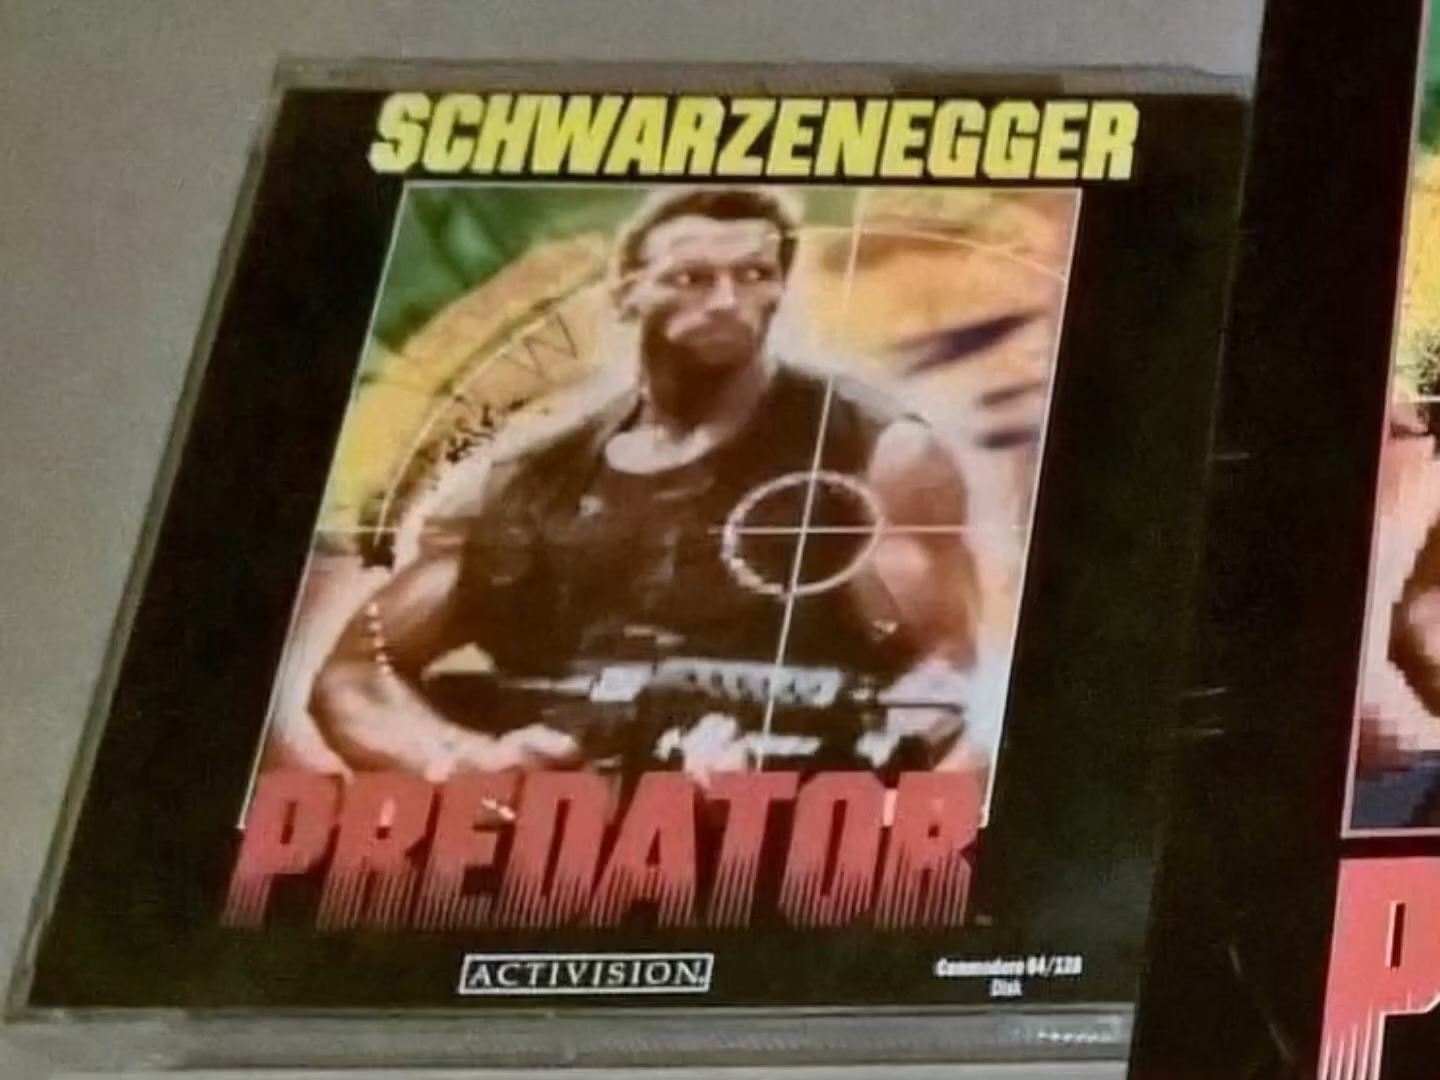 SCHWARZENEGGER
PREDATOR
ACTIVISION
Commodore 64/128
Disk
P